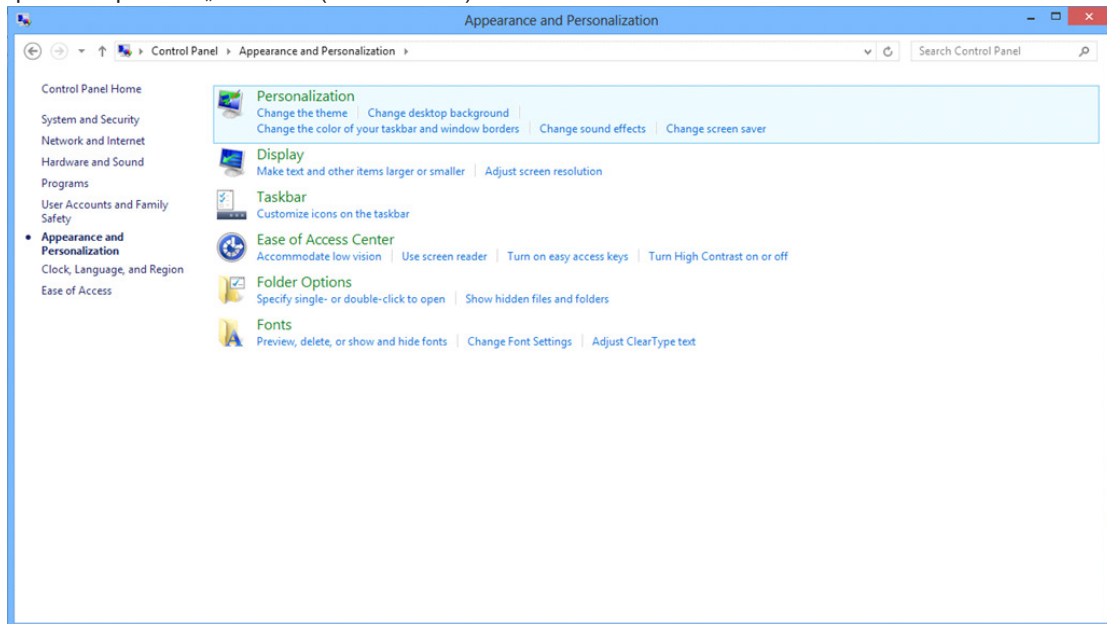 Appearance and Personalization
Control Panel Appearance and Personalization
Search Control Panel
Control Panel Home
System and Security
Network and Internet
Hardware and Sound
Programs
User Accounts and Family
Safety
Appearance and
Personalization
Clock, Language, and Region
Ease of Access
Personalization
Change the theme Change desktop background
Change the color of your taskbar and window borders Change sound effects Change screen saver
Display
Make text and other items larger or smaller Adjust screen resolution
Taskbar
Customize icons on the taskbar
Ease of Access Center
Accommodate low vision Use screen reader Turn on easy access keys Turn High Contrast on or off
Folder Options
Specify single- or double-click to open Show hidden files and folders
Fonts
Preview, delete, or show and hide fonts Change Font Settings Adjust ClearType text